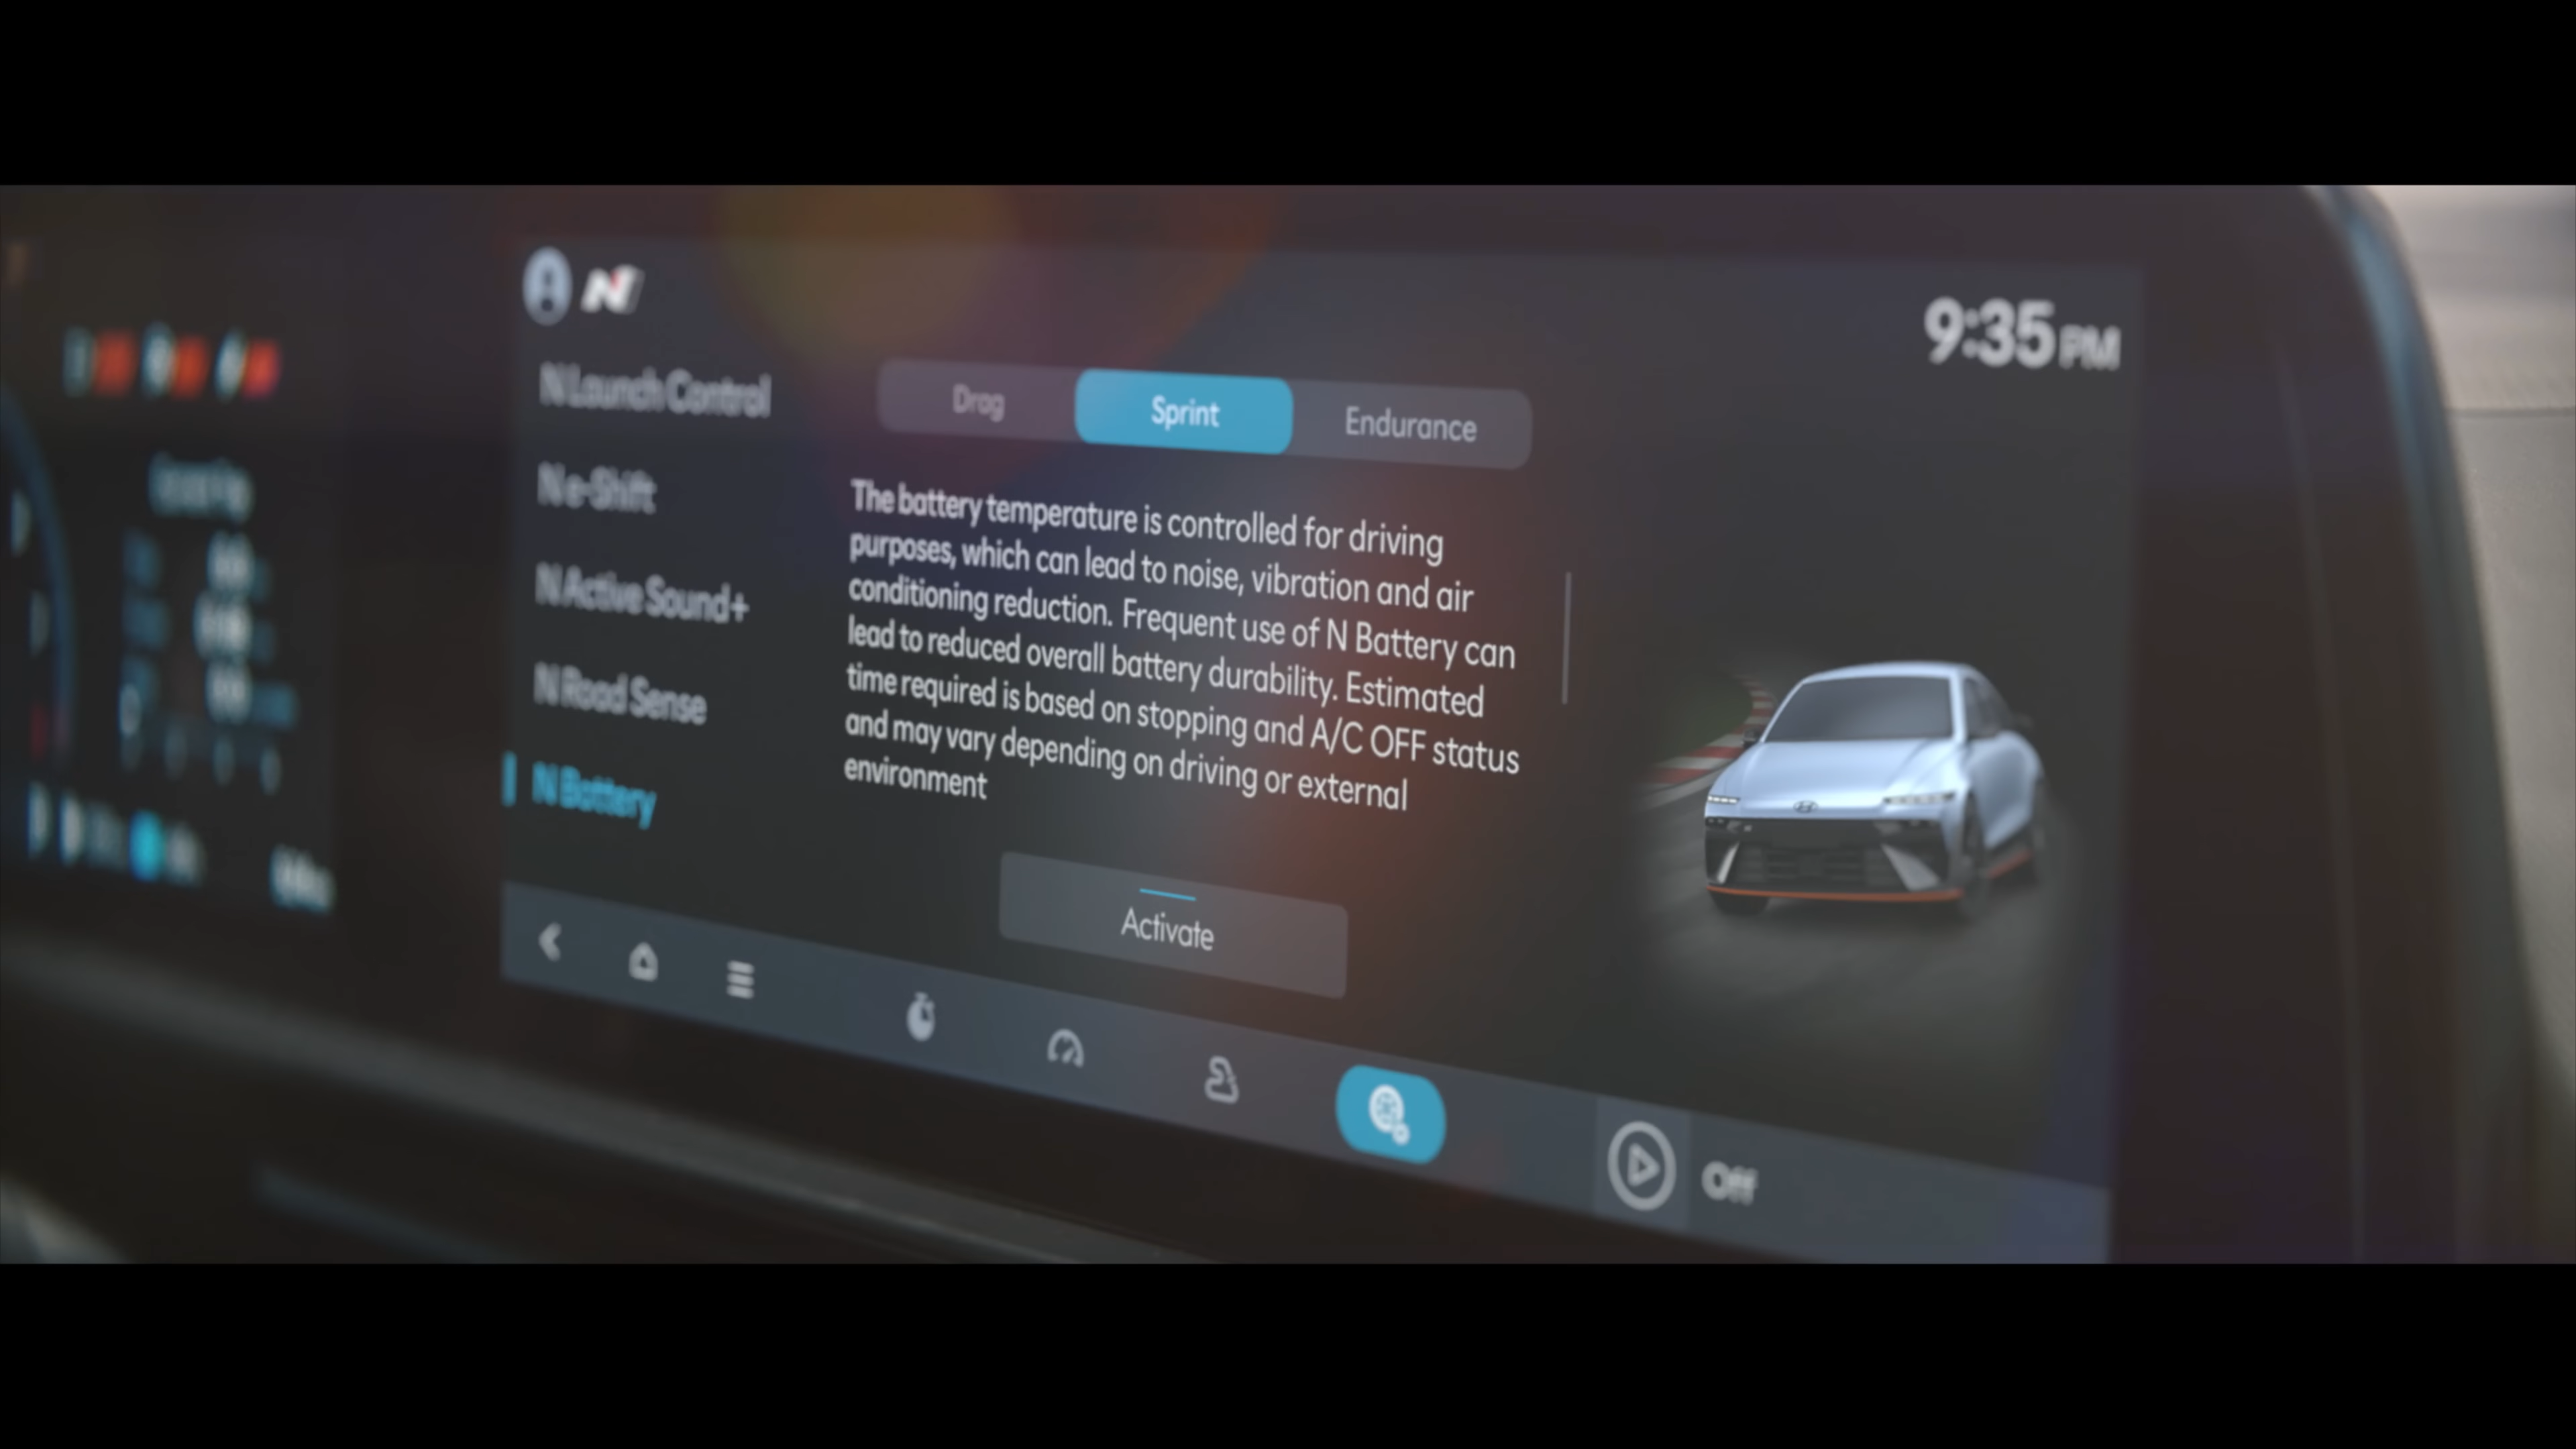 N
9:35 PM
N Launch Control
Drag
Sprint
Endurance
N e-Shift
N Active Sound+
N Road Sense
N Battery
The battery temperature is controlled for driving
purposes, which can lead to noise, vibration and air
conditioning reduction. Frequent use of N Battery can
lead to reduced overall battery durability. Estimated
time required is based on stopping and A/C OFF status
and may vary depending on driving or external
environment
Activate
Off